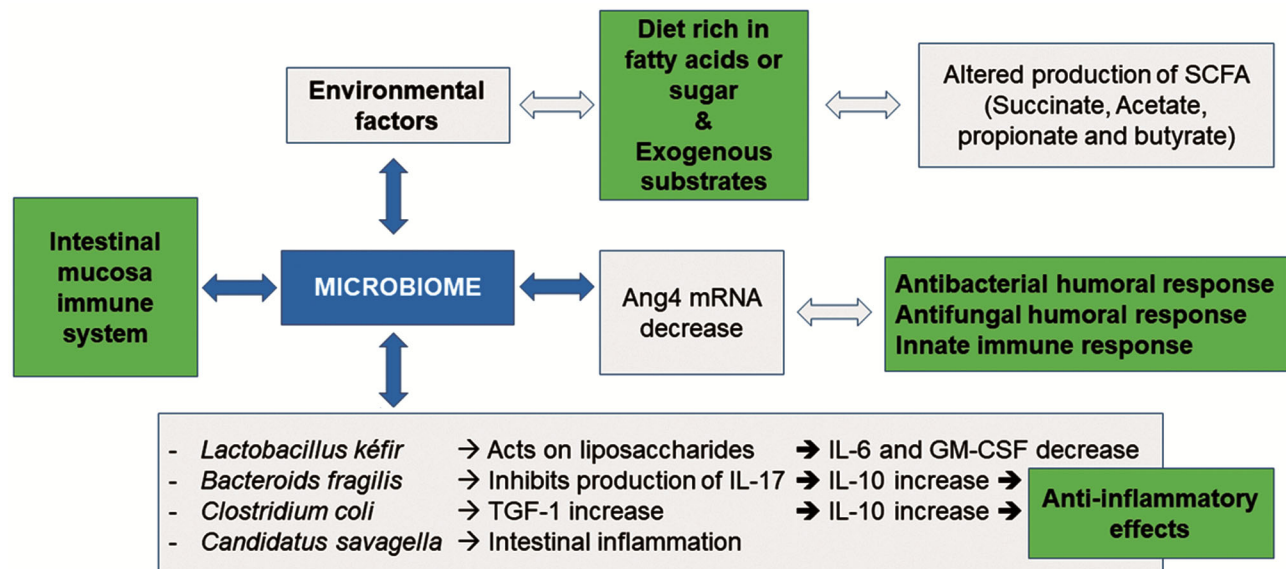 Environmental
factors
Diet rich in
fatty acids or
sugar
&
Exogenous
substrates
Altered production of SCFA
(Succinate, Acetate,
propionate and butyrate)
Intestinal
mucosa
immune
system
MICROBIOME
Ang4 mRNA
decrease
Antibacterial humoral response
Antifungal humoral response
Innate immune response
- Lactobacillus kéfir → Acts on liposaccharides ➔ IL-6 and GM-CSF decrease
- Bacteroids fragilis → Inhibits production of IL-17 ➔ IL-10 increase ➔
- Clostridium coli → TGF-1 increase ➔ IL-10 increase ➔
- Candidatus savagella → Intestinal inflammation
Anti-inflammatory
effects